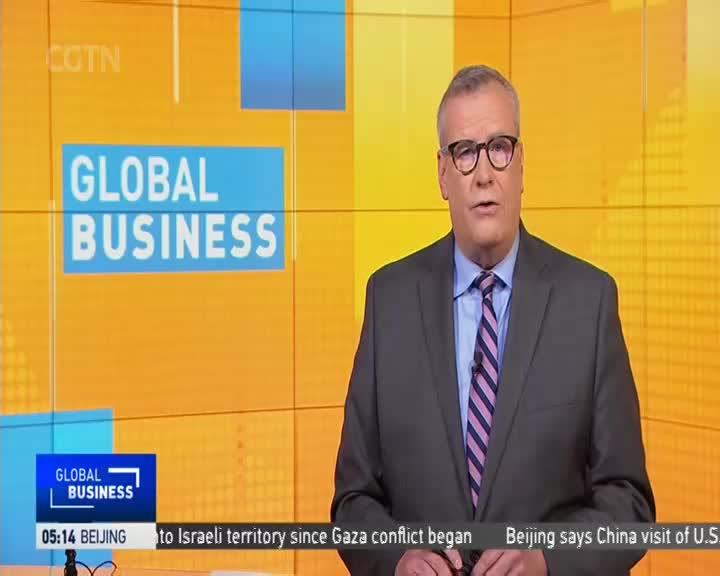 CGTN
GLOBAL
BUSINESS
GLOBAL
BUSINESS
05:14 BEIJING
to Israeli territory since Gaza conflict began Beijing says China visit of U.S.